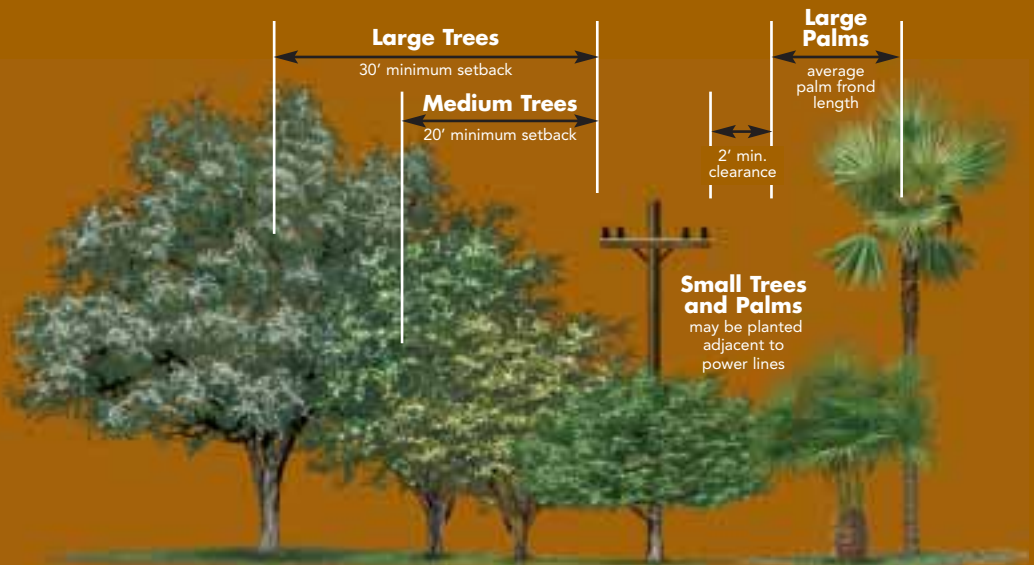 Large Trees
30’ minimum setback
Medium Trees
20’ minimum setback
Large
Palms
average
palm frond
length
2’ min.
clearance
Small Trees
and Palms
may be planted
adjacent to
power lines